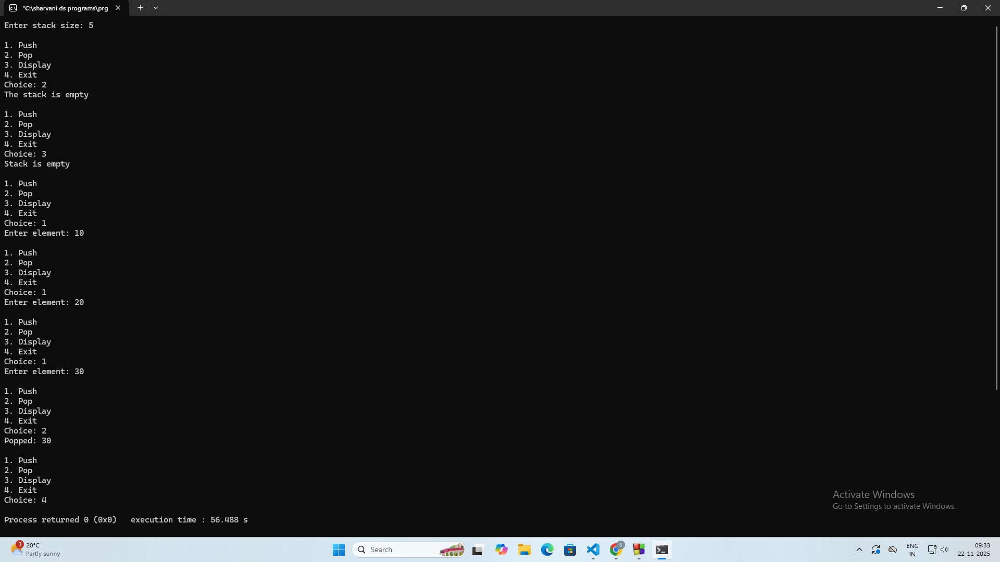 "C:\sharvani ds programs\prg
Enter stack size: 5
1. Push
2. Pop
3. Display
4. Exit
Choice: 2
The stack is empty
1. Push
2. Pop
3. Display
4. Exit
Choice: 3
Stack is empty
1. Push
2. Pop
3. Display
4. Exit
Choice: 1
Enter element: 10
1. Push
2. Pop
3. Display
4. Exit
Choice: 1
Enter element: 20
1. Push
2. Pop
3. Display
4. Exit
Choice: 1
Enter element: 30
1. Push
2. Pop
3. Display
4. Exit
Choice: 2
Popped: 30
1. Push
2. Pop
3. Display
4. Exit
Choice: 4
Process returned 0 (0x0)   execution time : 56.488 s
Activate Windows
Go to Settings to activate Windows.
3
20°C
Partly sunny
Search
S
ENG
IN
09:33
22-11-2025